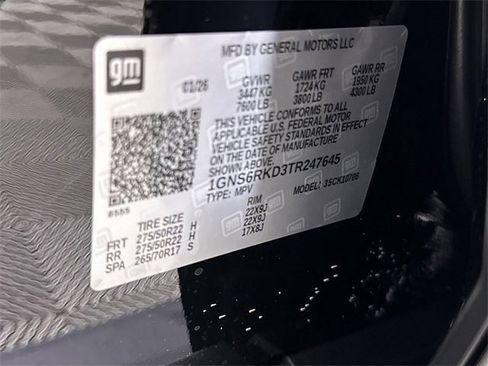 MFD BY GENERAL MOTORS LLC
gm
01/26
GVWR GAWR FRT GAWR RR
3447 KG 1724 KG 1950 KG
7600 LB 3800 LB 4300 LB
THIS VEHICLE CONFORMS TO ALL
APPLICABLE U.S. FEDERAL MOTOR
VEHICLE SAFETY STANDARDS IN EFFECT
ON THE DATE OF MANUFACTURE
SHOWN ABOVE.
1GNS6RKD3TR247645
TYPE: MPV 35CK10706
8555
TIRE SIZE RIM
FRT 275/50R22 H 22X9J
RR 275/50R22 H 22X9J
SPA 265/70R17 S 17X8J